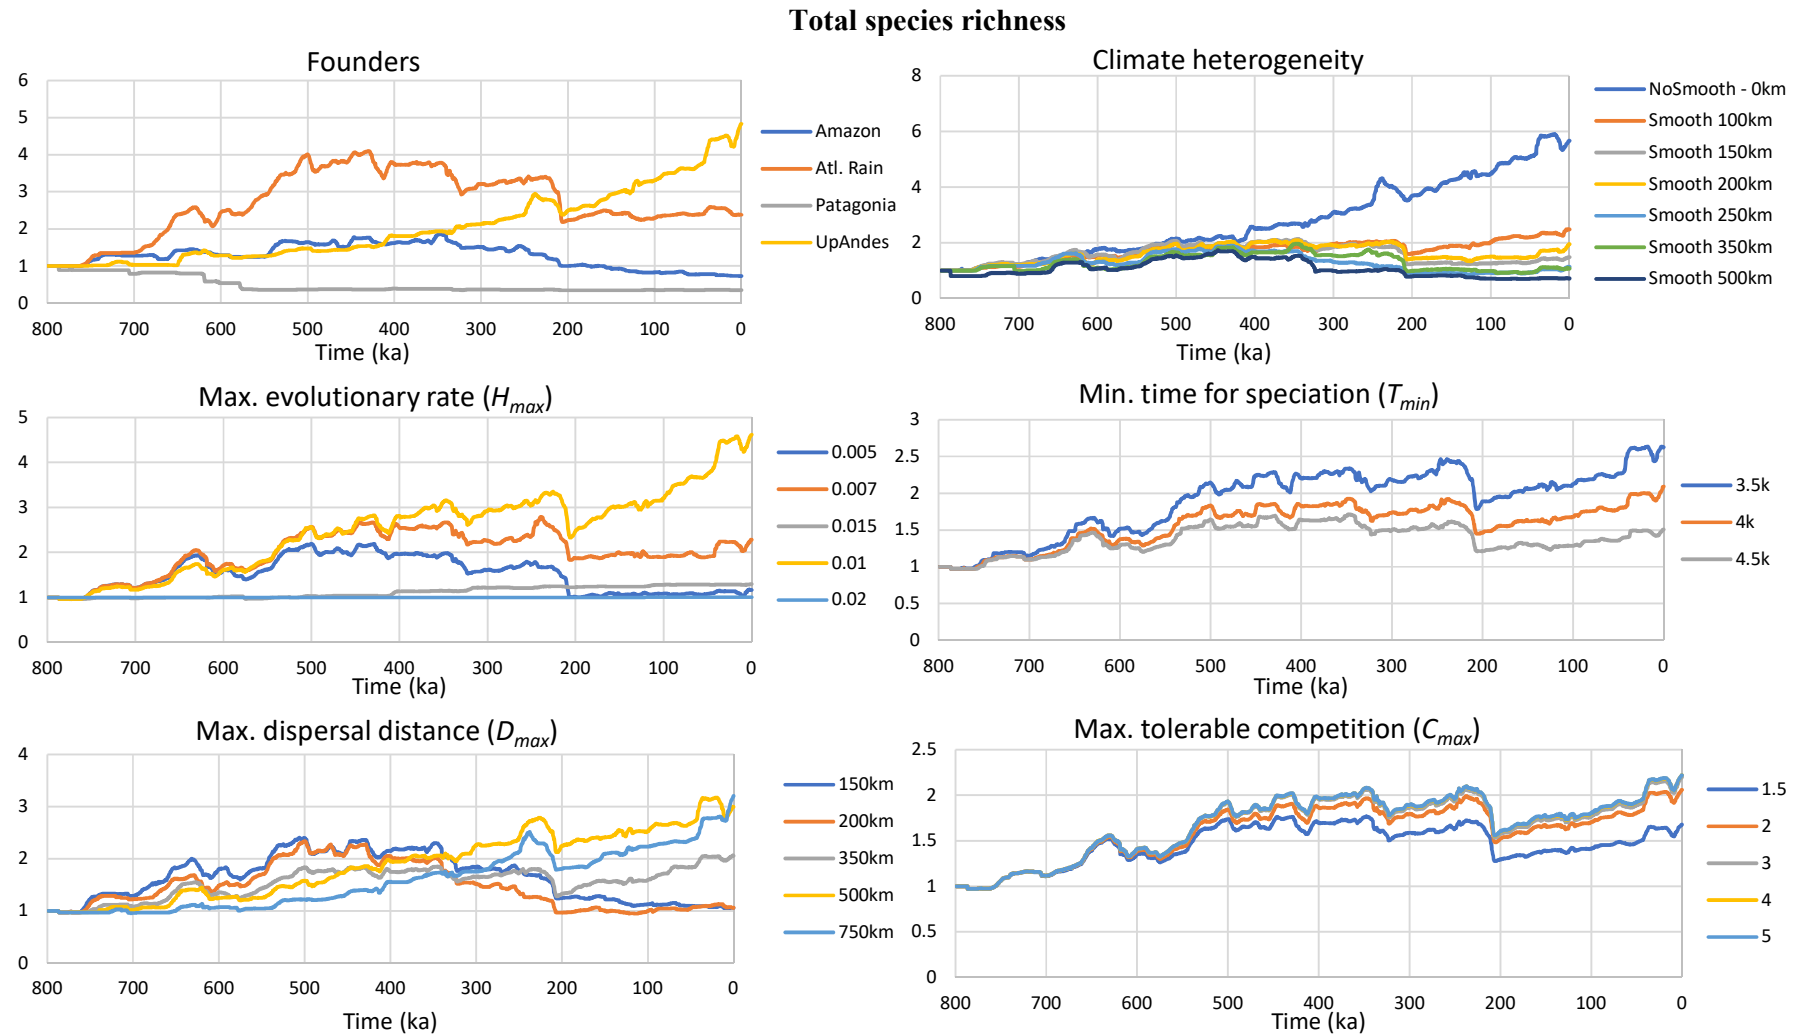 Total species richness
Founders
6
5
4
3
2
1
0
800 700 600 500 400 300 200 100 0
Time (ka)
Amazon
Atl. Rain
Patagonia
UpAndes
Climate heterogeneity
8
6
4
2
0
800 700 600 500 400 300 200 100 0
Time (ka)
NoSmooth - 0km
Smooth 100km
Smooth 150km
Smooth 200km
Smooth 250km
Smooth 350km
Smooth 500km
Max. evolutionary rate (Hmax)
5
4
3
2
1
0
800 700 600 500 400 300 200 100 0
Time (ka)
0.005
0.007
0.015
0.01
0.02
Min. time for speciation (Tmin)
3
2.5
2
1.5
1
0.5
0
800 700 600 500 400 300 200 100 0
Time (ka)
3.5k
4k
4.5k
Max. dispersal distance (Dmax)
4
3
2
1
0
800 700 600 500 400 300 200 100 0
Time (ka)
150km
200km
350km
500km
750km
Max. tolerable competition (Cmax)
2.5
2
1.5
1
0.5
0
800 700 600 500 400 300 200 100 0
Time (ka)
1.5
2
3
4
5